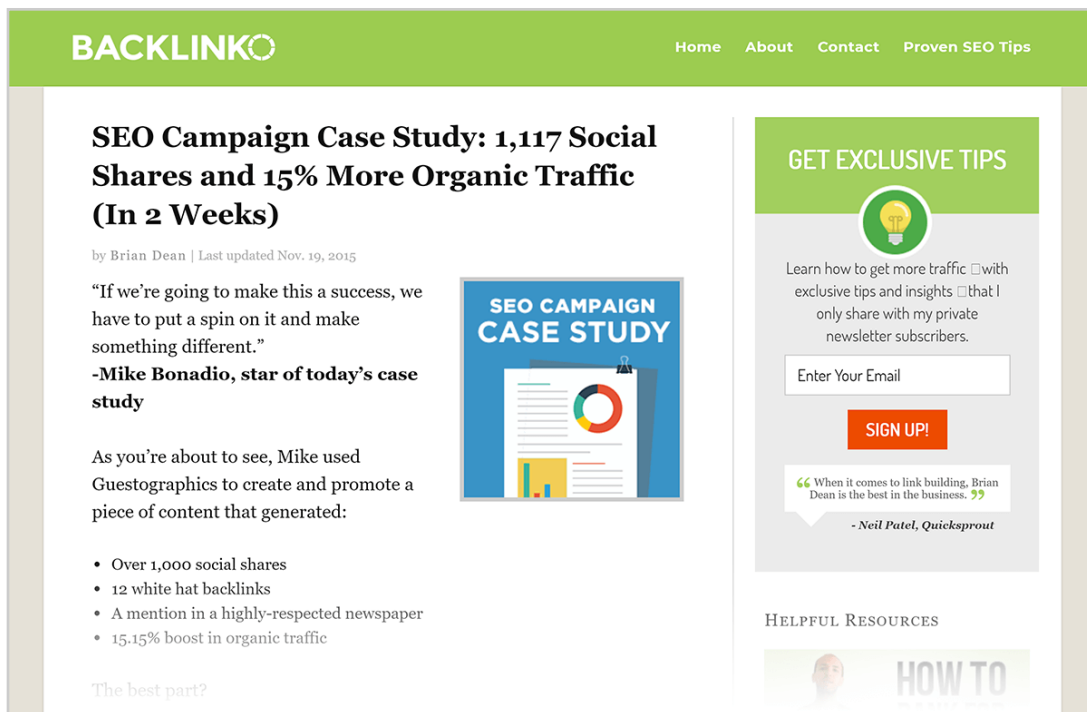 BACKLINKO
Home About Contact Proven SEO Tips
SEO Campaign Case Study: 1,117 Social
Shares and 15% More Organic Traffic
(In 2 Weeks)
by Brian Dean | Last updated Nov. 19, 2015
“If we’re going to make this a success, we
have to put a spin on it and make
something different.”
-Mike Bonadio, star of today’s case
study
As you’re about to see, Mike used
Guestographics to create and promote a
piece of content that generated:
• Over 1,000 social shares
• 12 white hat backlinks
• A mention in a highly-respected newspaper
• 15.15% boost in organic traffic
The best part?
SEO CAMPAIGN
CASE STUDY
GET EXCLUSIVE TIPS
Learn how to get more traffic □with
exclusive tips and insights □that I
only share with my private
newsletter subscribers.
Enter Your Email
SIGN UP!
“ When it comes to link building, Brian
Dean is the best in the business. ”
- Neil Patel, Quicksprout
HELPFUL RESOURCES
HOW TO